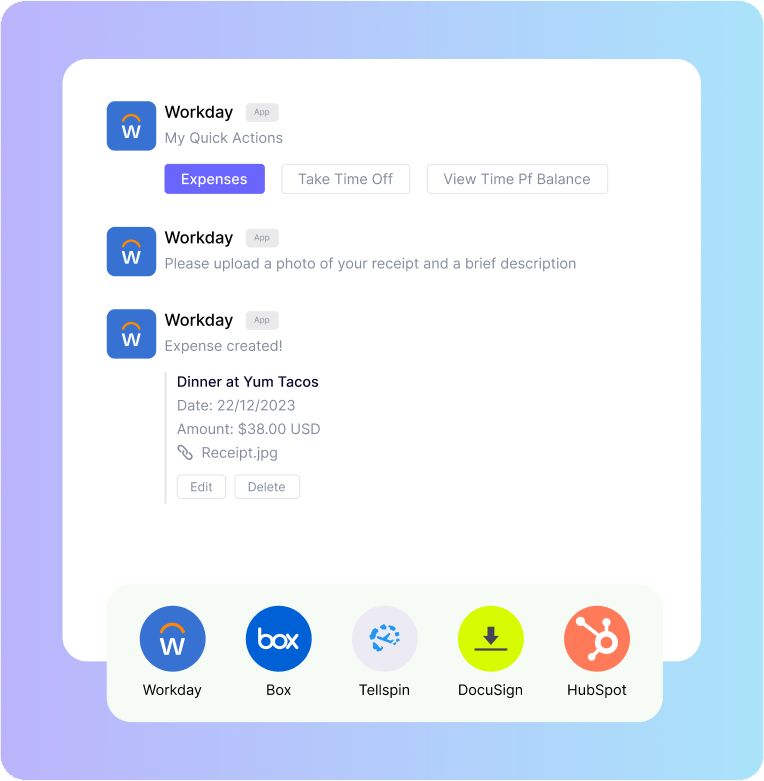 Workday App
My Quick Actions
Expenses Take Time Off View Time Pf Balance
Workday App
Please upload a photo of your receipt and a brief description
Workday App
Expense created!
Dinner at Yum Tacos
Date: 22/12/2023
Amount: $38.00 USD
Receipt.jpg
Edit Delete
w box
Workday Box Tellspin DocuSign HubSpot